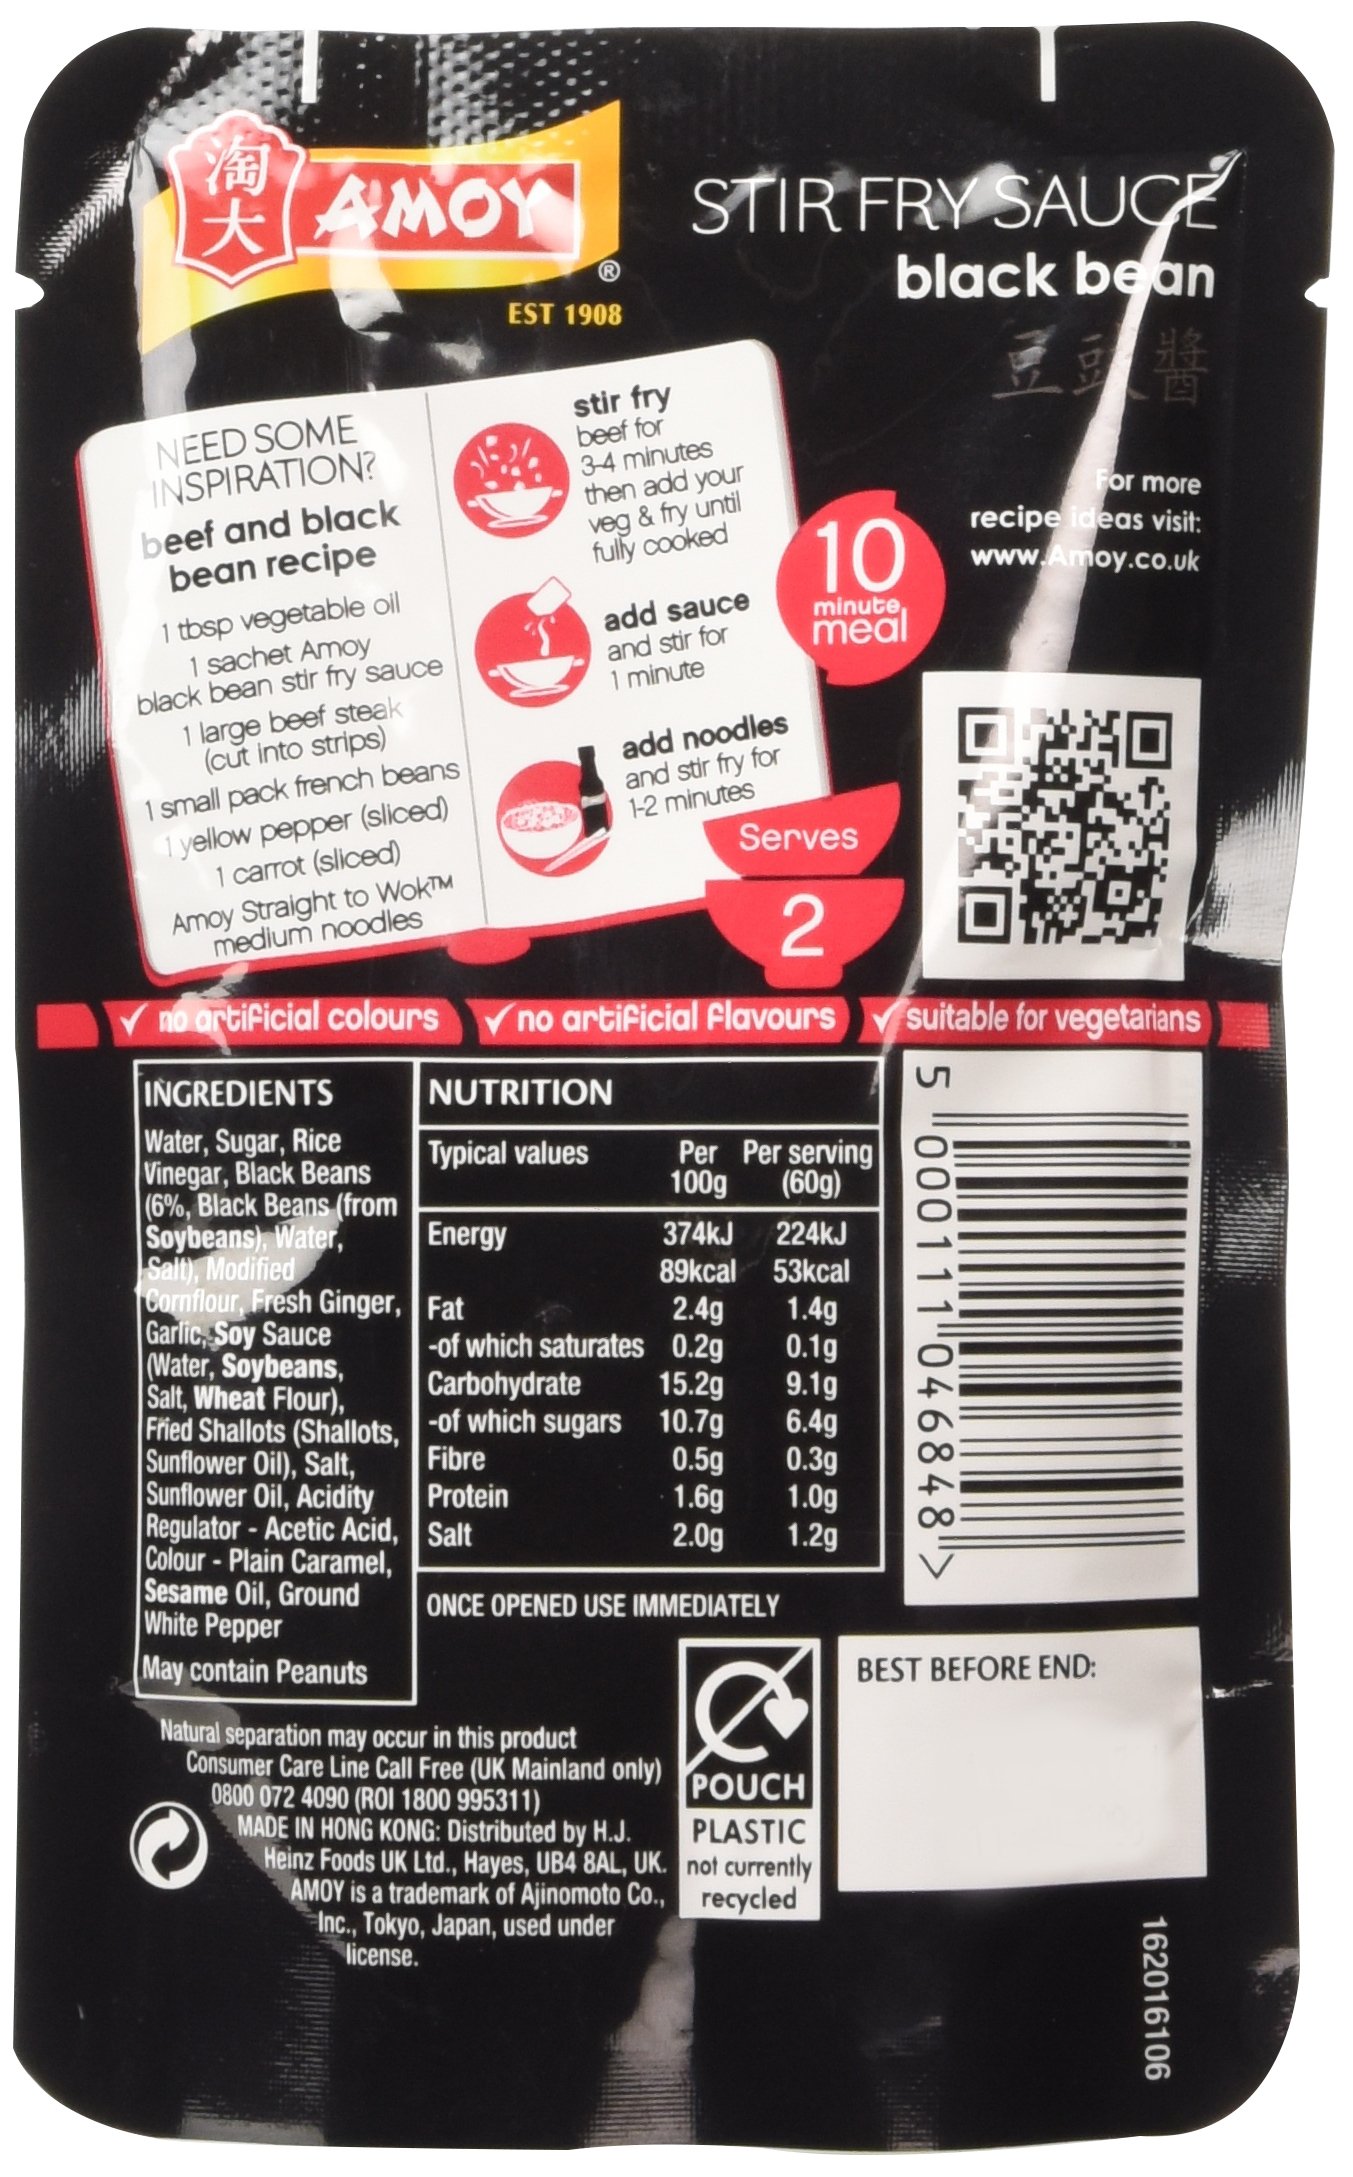 淘大
AMOY
®
EST 1908
STIR FRY SAUCE
black bean
豆豉醬
For more
recipe ideas visit:
www.Amoy.co.uk
NEED SOME
INSPIRATION?
beef and black
bean recipe
1 tbsp vegetable oil
1 sachet Amoy
black bean stir fry sauce
1 large beef steak
(cut into strips)
1 small pack french beans
1 yellow pepper (sliced)
1 carrot (sliced)
Amoy Straight to Wok™
medium noodles
stir fry
beef for
3-4 minutes
then add your
veg & fry until
fully cooked
add sauce
and stir for
1 minute
add noodles
and stir fry for
1-2 minutes
10
minute
meal
Serves
2
✓ no artificial colours ✓ no artificial flavours ✓ suitable for vegetarians
INGREDIENTS
Water, Sugar, Rice
Vinegar, Black Beans
(6%, Black Beans (from
Soybeans), Water,
Salt), Modified
Cornflour, Fresh Ginger,
Garlic, Soy Sauce
(Water, Soybeans,
Salt, Wheat Flour),
Fried Shallots (Shallots,
Sunflower Oil), Salt,
Sunflower Oil, Acidity
Regulator - Acetic Acid,
Colour - Plain Caramel,
Sesame Oil, Ground
White Pepper
May contain Peanuts
NUTRITION
Typical values Per 100g Per serving (60g)
Energy 374kJ 224kJ
89kcal 53kcal
Fat 2.4g 1.4g
-of which saturates 0.2g 0.1g
Carbohydrate 15.2g 9.1g
-of which sugars 10.7g 6.4g
Fibre 0.5g 0.3g
Protein 1.6g 1.0g
Salt 2.0g 1.2g
ONCE OPENED USE IMMEDIATELY
5 000111 046848 >
Natural separation may occur in this product
Consumer Care Line Call Free (UK Mainland only)
0800 072 4090 (ROI 1800 995311)
MADE IN HONG KONG: Distributed by H.J.
Heinz Foods UK Ltd., Hayes, UB4 8AL, UK.
AMOY is a trademark of Ajinomoto Co.,
Inc., Tokyo, Japan, used under
license.
POUCH
PLASTIC
not currently
recycled
BEST BEFORE END:
162016106